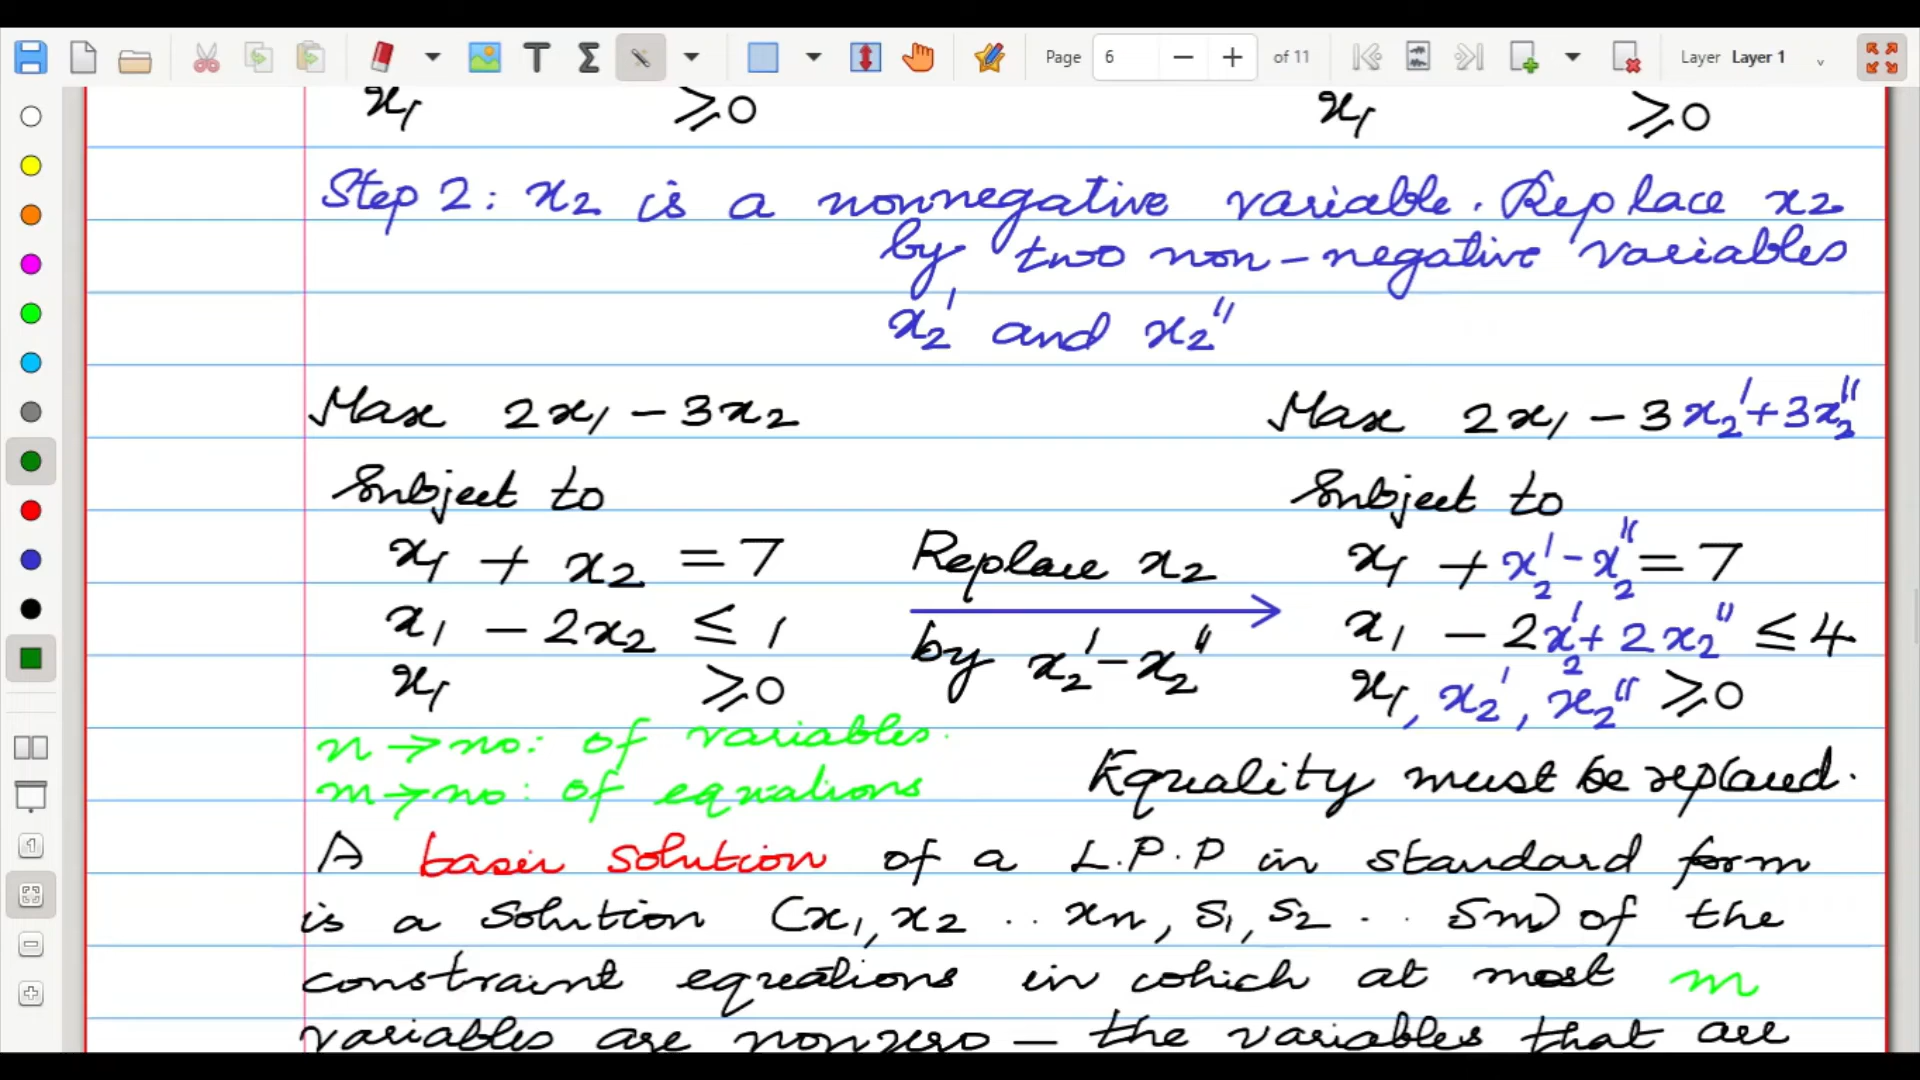 Page 6 of 11 Layer Layer 1
x1 ≥0 x1 ≥0
Step 2: x2 is a nonnegative variable. Replace x2
by two non-negative variables
x2' and x2''
Max 2x1 - 3x2 Max 2x1 - 3x2' + 3x2''
Subject to Subject to
x1 + x2 = 7 Replace x2 x1 + x2' - x2'' = 7
x1 - 2x2 ≤ 1 by x2' - x2'' x1 - 2x2' + 2x2'' ≤ 4
x1 ≥0 x1, x2', x2'' ≥0
n → no: of variables.
m → no: of equations Equality must be replaced.
A basic solution of a L.P.P in standard form
is a solution (x1, x2 .. xn, S1, S2 .. Sm) of the
constraint equations in which at most m
variables are nonzero — the variables that are